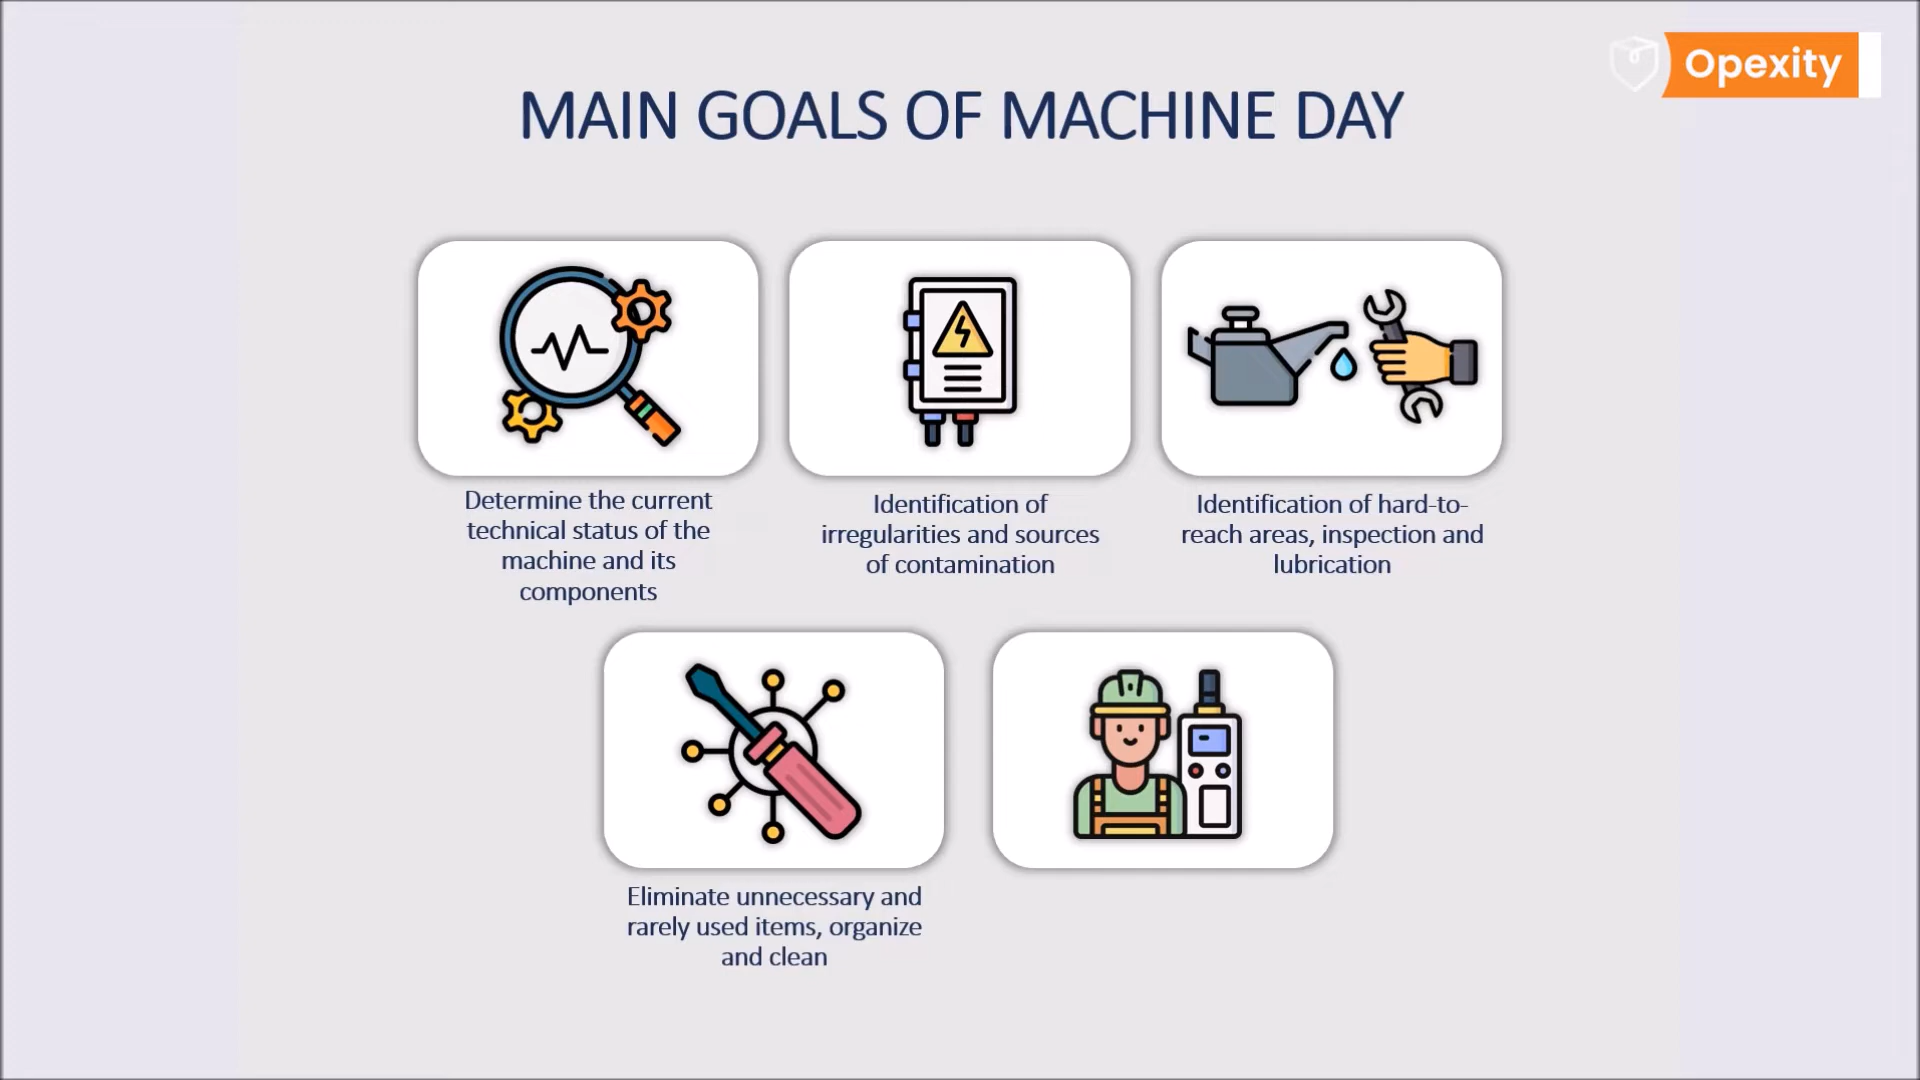 Opexity
MAIN GOALS OF MACHINE DAY
Determine the current
technical status of the
machine and its
components
Identification of
irregularities and sources
of contamination
Identification of hard-to-
reach areas, inspection and
lubrication
Eliminate unnecessary and
rarely used items, organize
and clean